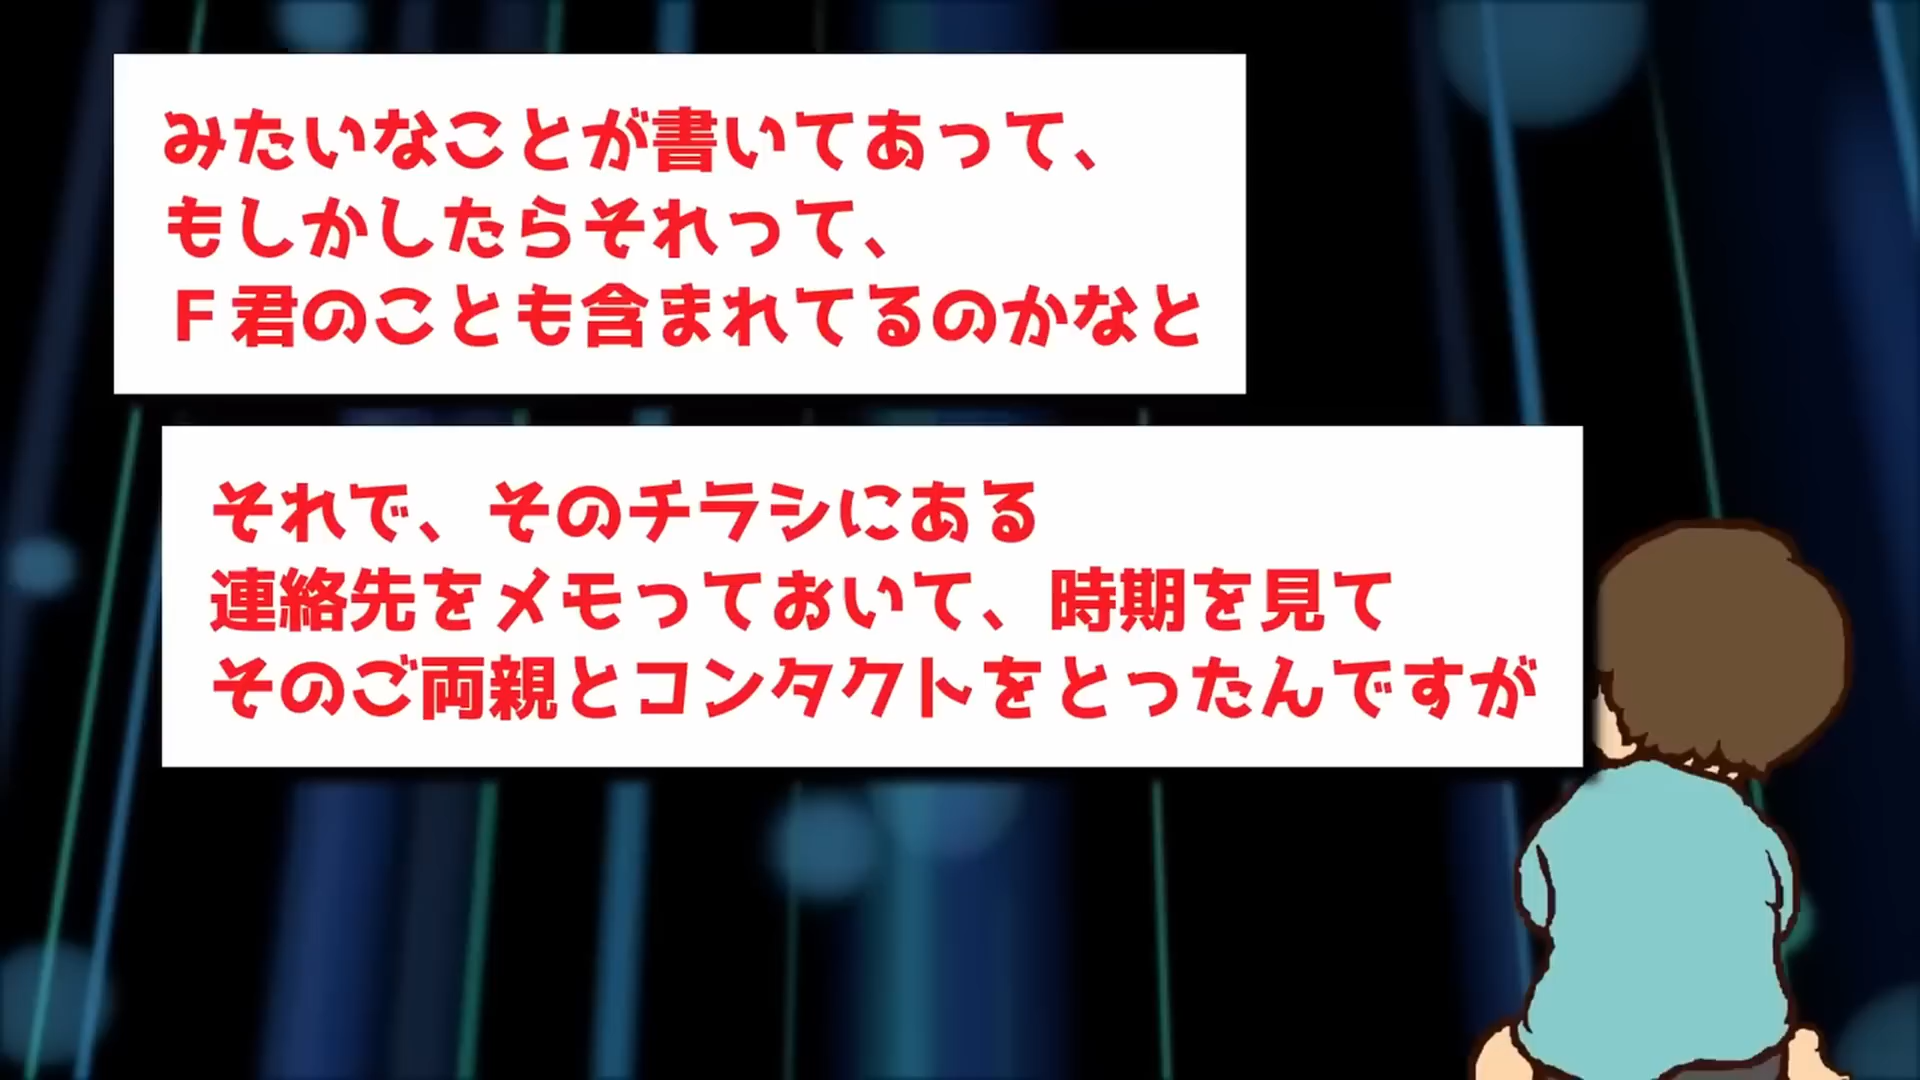 みたいなことが書いてあって、
もしかしたらそれって、
Ｆ君のことも含まれてるのかなと
それで、そのチラシにある
連絡先をメモっておいて、時期を見て
そのご両親とコンタクトをとったんですが